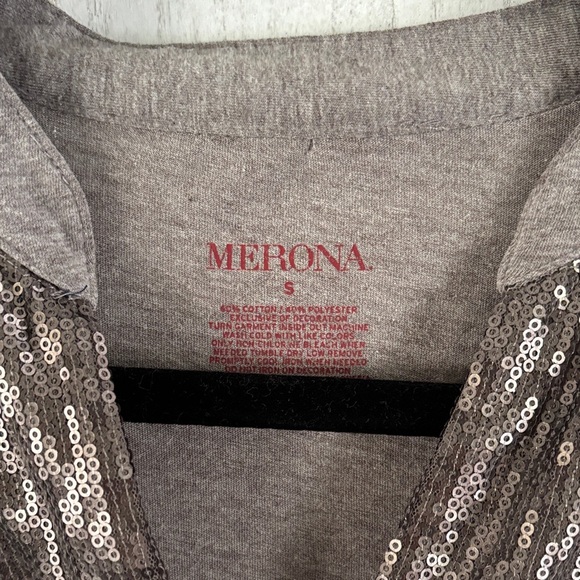 MERONA.
S
60% COTTON / 40% POLYESTER
EXCLUSIVE OF DECORATION
TURN GARMENT INSIDE OUT MACHINE
WASH COLD WITH LIKE COLORS
ONLY NON-CHLORINE BLEACH WHEN
NEEDED TUMBLE DRY LOW REMOVE
PROMPTLY COOL IRON WHEN NEEDED
DO NOT IRON ON DECORATION